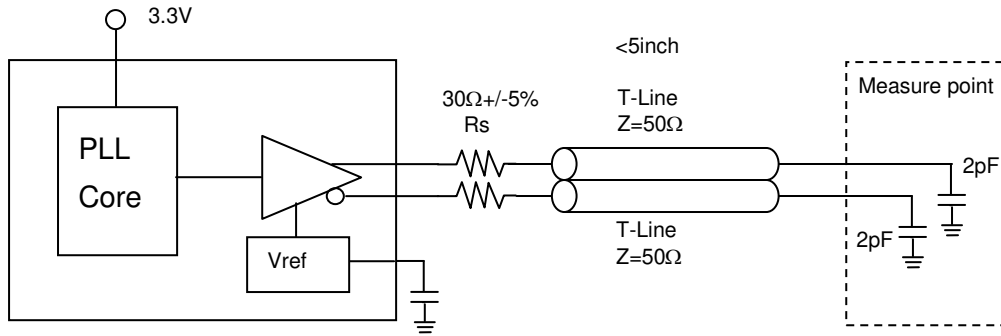 3.3V
<5inch
Measure point
30Ω+/-5%
Rs
T-Line
Z=50Ω
PLL
Core
2pF
2pF
T-Line
Z=50Ω
Vref